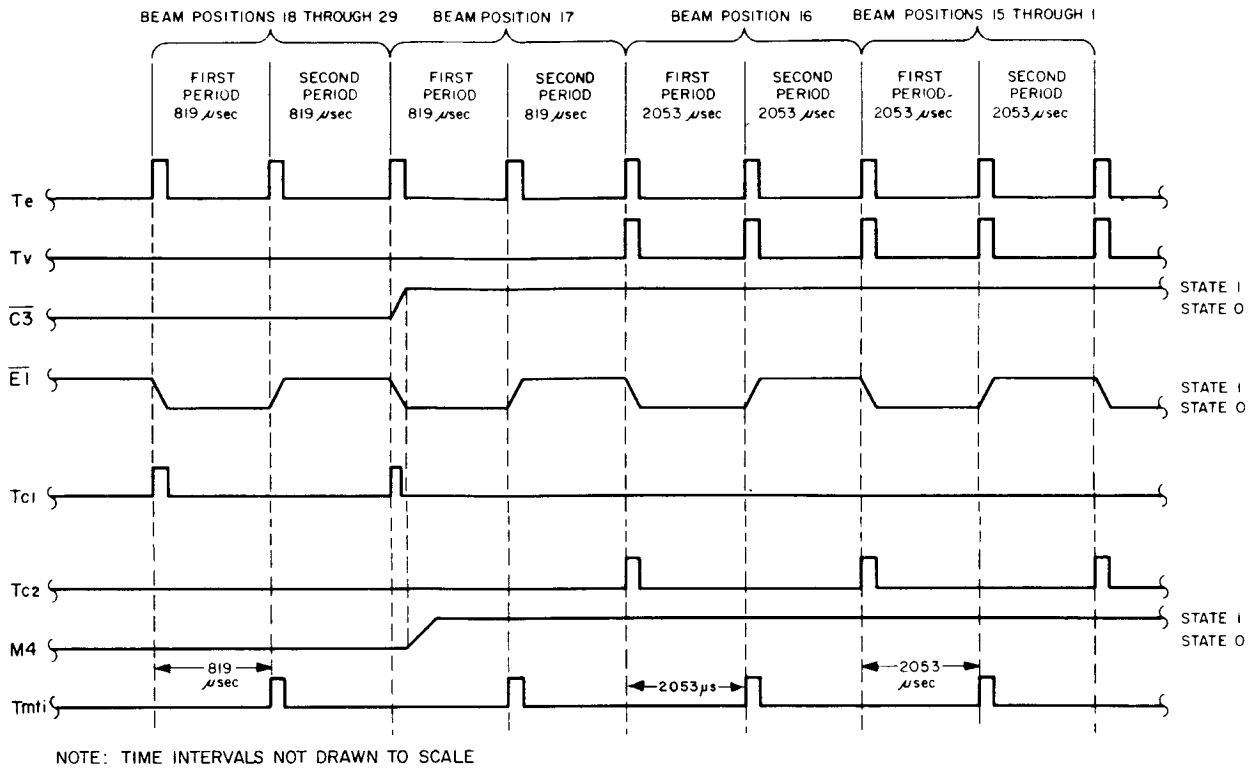 BEAM POSITIONS 18 THROUGH 29 BEAM POSITION 17 BEAM POSITION 16 BEAM POSITIONS 15 THROUGH 1
FIRST SECOND FIRST SECOND FIRST SECOND FIRST SECOND
PERIOD PERIOD PERIOD PERIOD PERIOD PERIOD PERIOD- PERIOD
819 μsec 819 μsec 819 μsec 819 μsec 2053 μsec 2053 μsec 2053 μsec 2053 μsec
Te
Tv
STATE 1
C̅3̅ STATE 0
E̅1̅
STATE 1
STATE 0
Tc1
Tc2
STATE 1
M4 STATE 0
819 μsec
2053 μs
2053 μsec
Tmti
NOTE: TIME INTERVALS NOT DRAWN TO SCALE